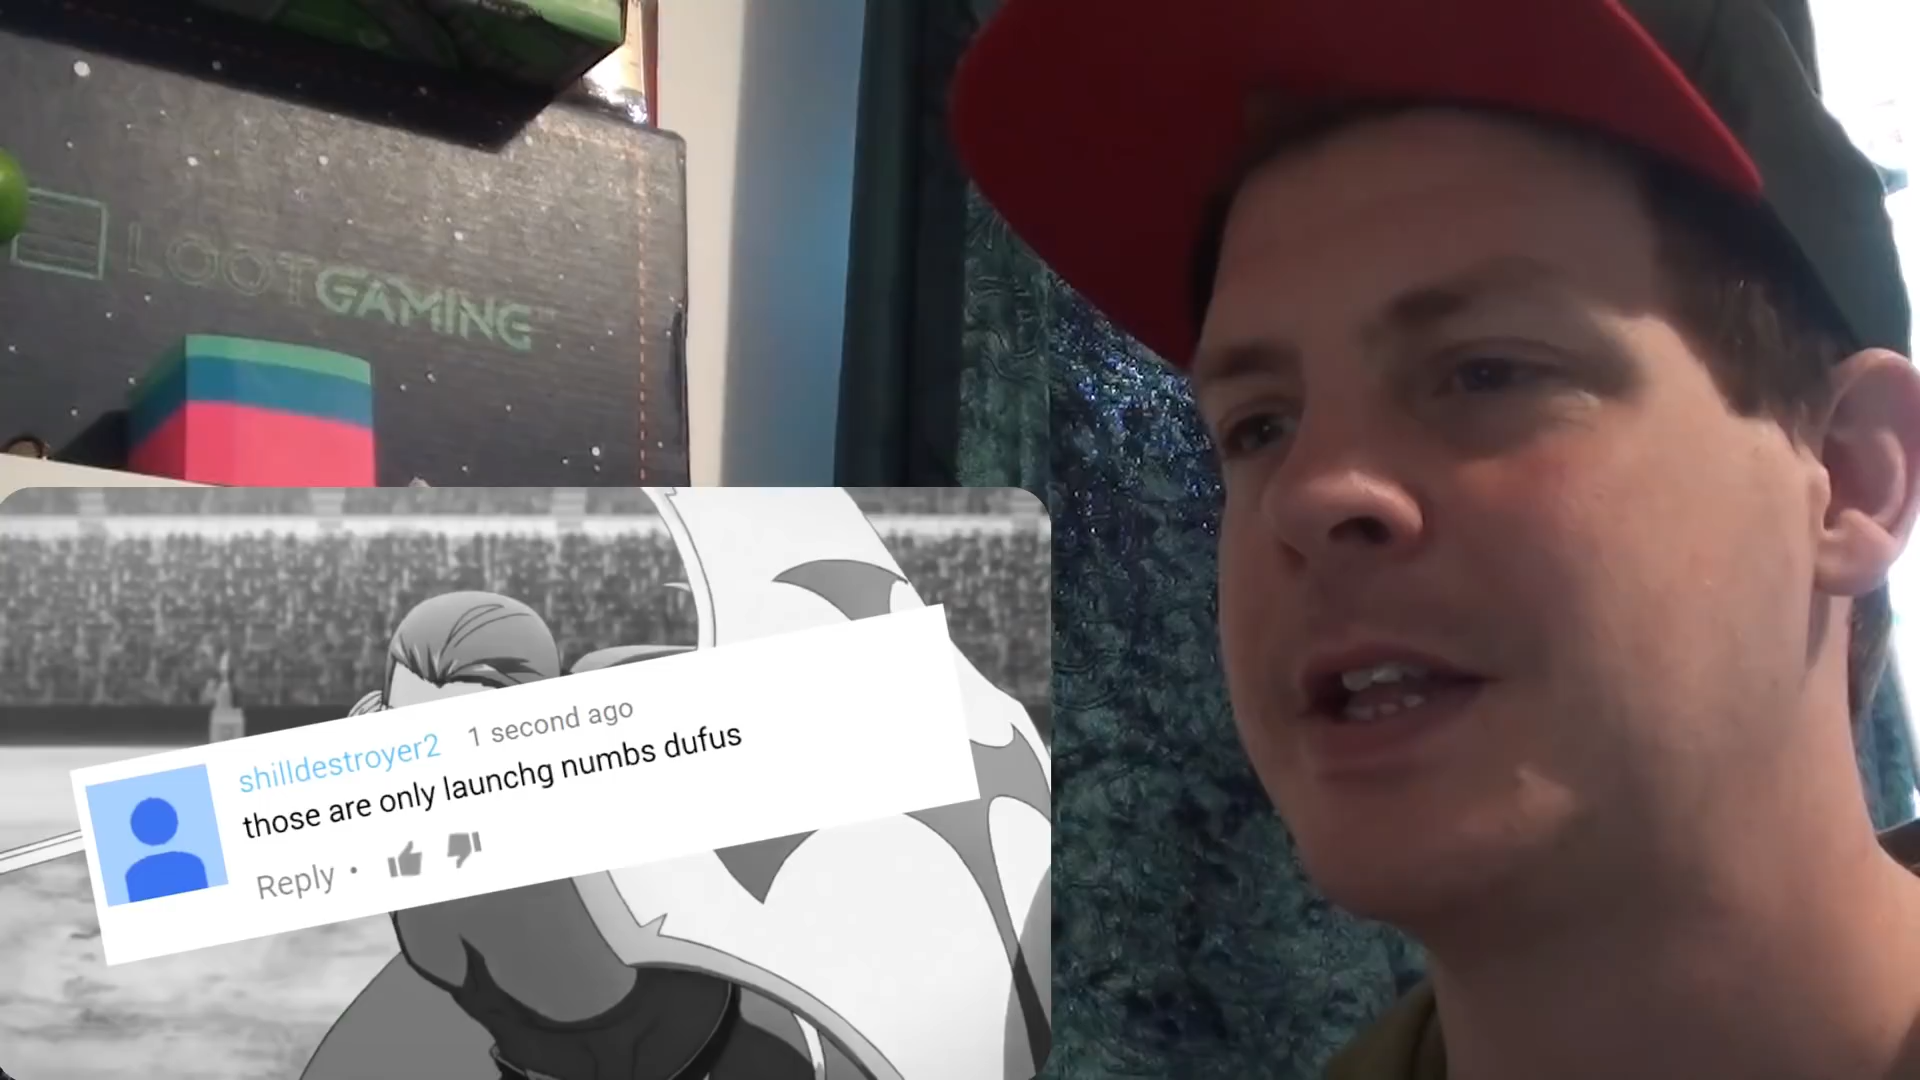 LOOTGAMING
shilldestroyer2 1 second ago
those are only launchg numbs dufus
Reply •